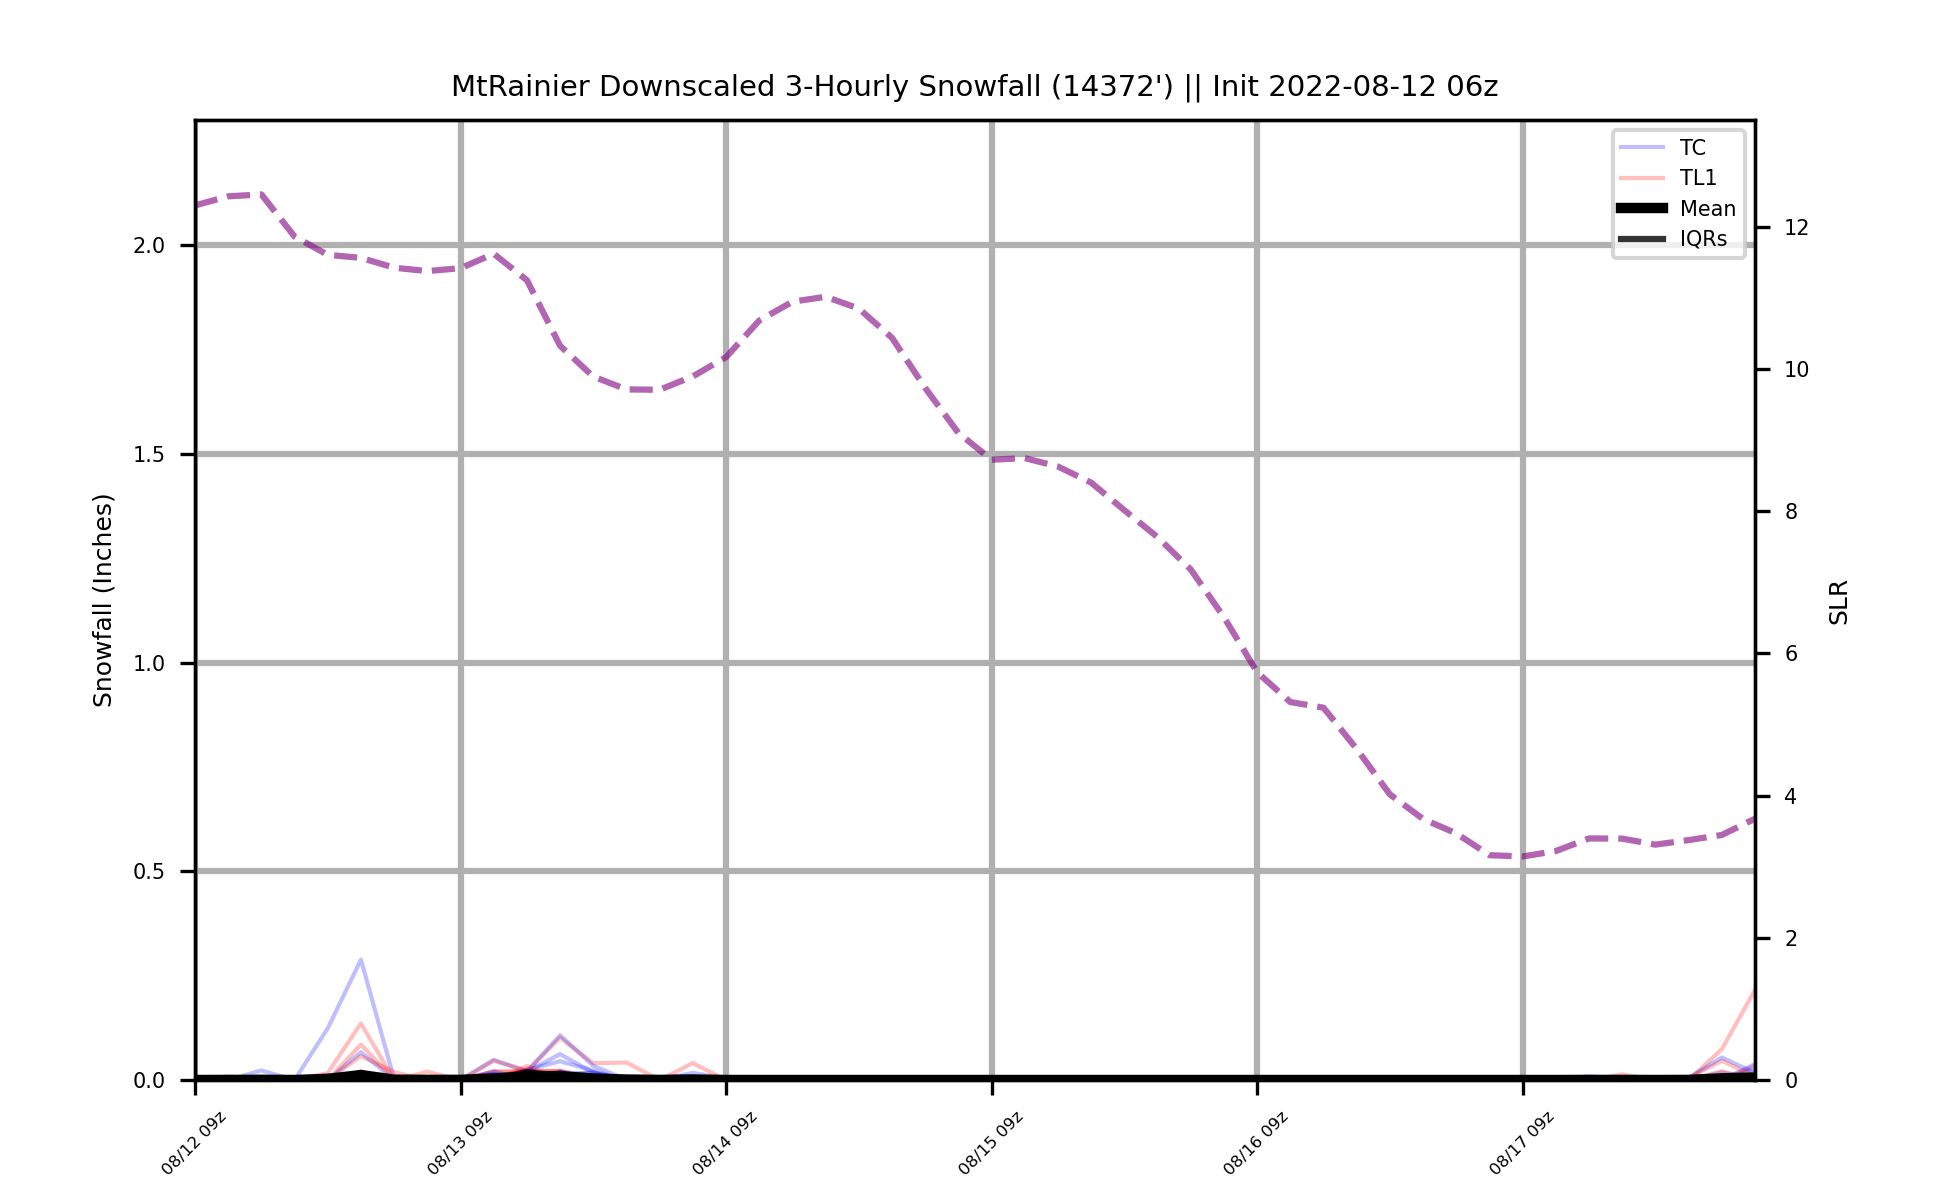 MtRainier Downscaled 3-Hourly Snowfall (14372') || Init 2022-08-12 06z
TC
TL1
Mean
IQRs
2.0
1.5
1.0
0.5
0.0
Snowfall (Inches)
12
10
8
6
4
2
0
SLR
08/12 09z
08/13 09z
08/14 09z
08/15 09z
08/16 09z
08/17 09z